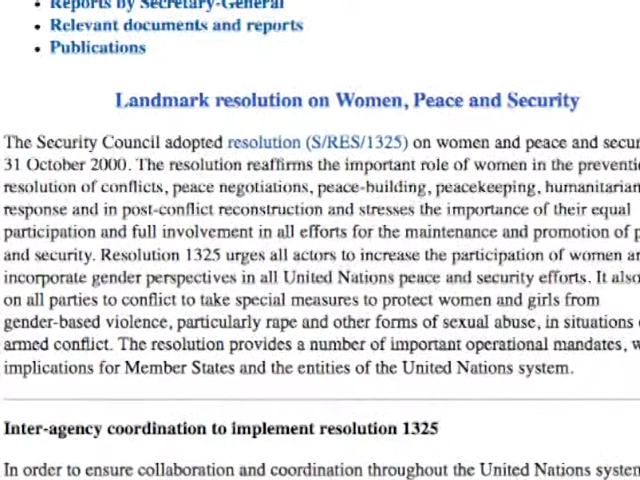 Reports by Secretary-General
Relevant documents and reports
Publications
Landmark resolution on Women, Peace and Security
The Security Council adopted resolution (S/RES/1325) on women and peace and
31 October 2000. The resolution reaffirms the important role of women in the
resolution of conflicts, peace negotiations, peace-building, peacekeeping, humanitarian
response and in post-conflict reconstruction and stresses the importance of their equal
participation and full involvement in all efforts for the maintenance and promotion of
and security. Resolution 1325 urges all actors to increase the participation of women
incorporate gender perspectives in all United Nations peace and security efforts. It also
on all parties to conflict to take special measures to protect women and girls from
gender-based violence, particularly rape and other forms of sexual abuse, in situations
armed conflict. The resolution provides a number of important operational mandates,
implications for Member States and the entities of the United Nations system.
Inter-agency coordination to implement resolution 1325
In order to ensure collaboration and coordination throughout the United Nations